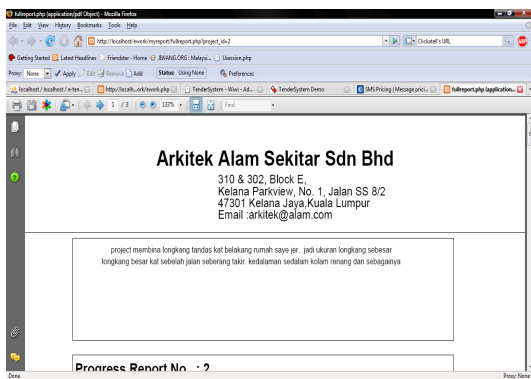 fullreport.php (application/pdf Object) - Mozilla Firefox
File Edit View History Bookmarks Tools Help
http://localhost/ework/myreport/fullreport.php?project_id=2
Clickatell's URL
Getting Started Latest Headlines Friendster - Home JIWANG.ORG : Malaysi... Usession.php
Proxy: None Apply Edit Remove Add Status: Using None Preferences
localhost / localhost / e-ten... http://localh...ork/ework.php TenderSystem - Wiwi - Ad... TenderSystem Demo SMS Pricing | Message prici... fullreport.php (application...
1 / 3 133% Find
Arkitek Alam Sekitar Sdn Bhd
310 & 302, Block E,
Kelana Parkview, No. 1, Jalan SS 8/2
47301 Kelana Jaya,Kuala Lumpur
Email :arkitek@alam.com
project membina longkang tandas kat belakang rumah saye jer.. jadi ukuran longkang sebesar
longkang besar kat sebelah jalan seberang takir. kedalaman sedalam kolam renang dan sebagainya
Progress Report No. : 2
Done Proxy: None